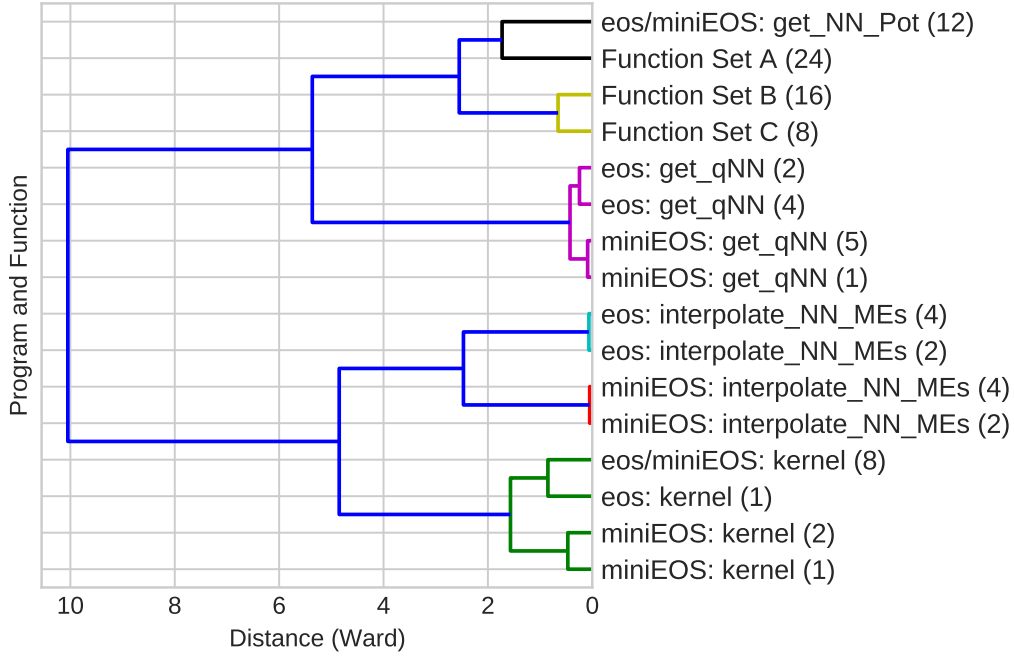 eos/miniEOS: get_NN_Pot (12)
Function Set A (24)
Function Set B (16)
Function Set C (8)
eos: get_qNN (2)
eos: get_qNN (4)
miniEOS: get_qNN (5)
miniEOS: get_qNN (1)
eos: interpolate_NN_MEs (4)
eos: interpolate_NN_MEs (2)
miniEOS: interpolate_NN_MEs (4)
miniEOS: interpolate_NN_MEs (2)
eos/miniEOS: kernel (8)
eos: kernel (1)
miniEOS: kernel (2)
miniEOS: kernel (1)
Program and Function
10 8 6 4 2 0
Distance (Ward)